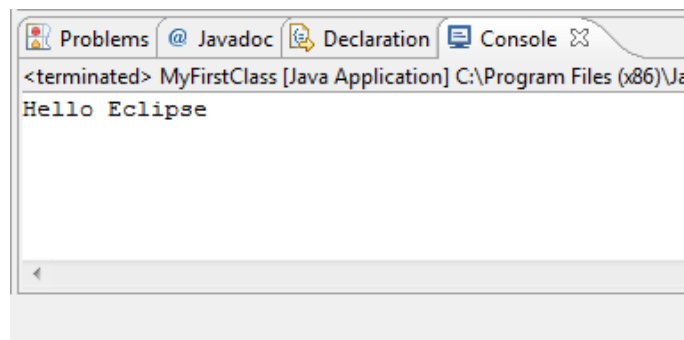 Problems @ Javadoc Declaration Console
<terminated> MyFirstClass [Java Application] C:\Program Files (x86)\Ja
Hello Eclipse